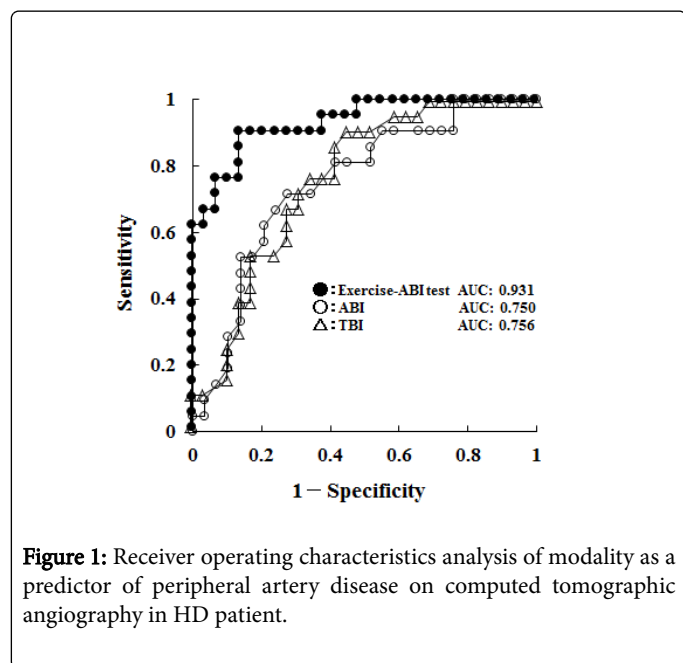 1
0.8
0.6
0.4
0.2
0
Sensitivity
●: Exercise-ABI test AUC: 0.931
○: ABI AUC: 0.750
△: TBI AUC: 0.756
0 0.2 0.4 0.6 0.8 1
1 − Specificity
Figure 1: Receiver operating characteristics analysis of modality as a
predictor of peripheral artery disease on computed tomographic
angiography in HD patient.